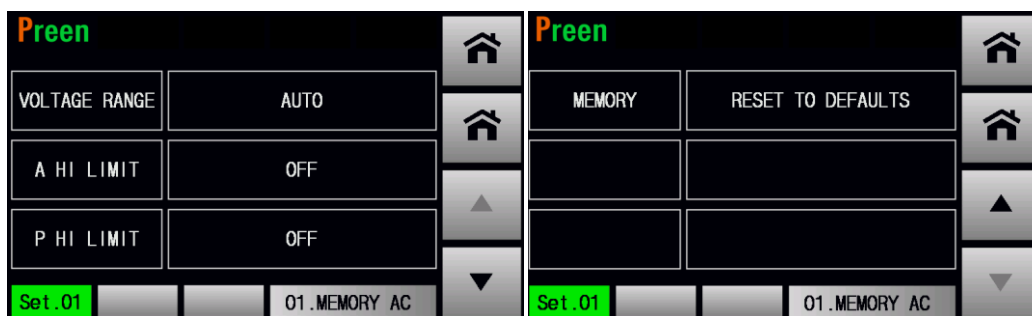 Preen
VOLTAGE RANGE AUTO
A HI LIMIT OFF
P HI LIMIT OFF
Set.01 01.MEMORY AC
Preen
MEMORY RESET TO DEFAULTS
Set.01 01.MEMORY AC